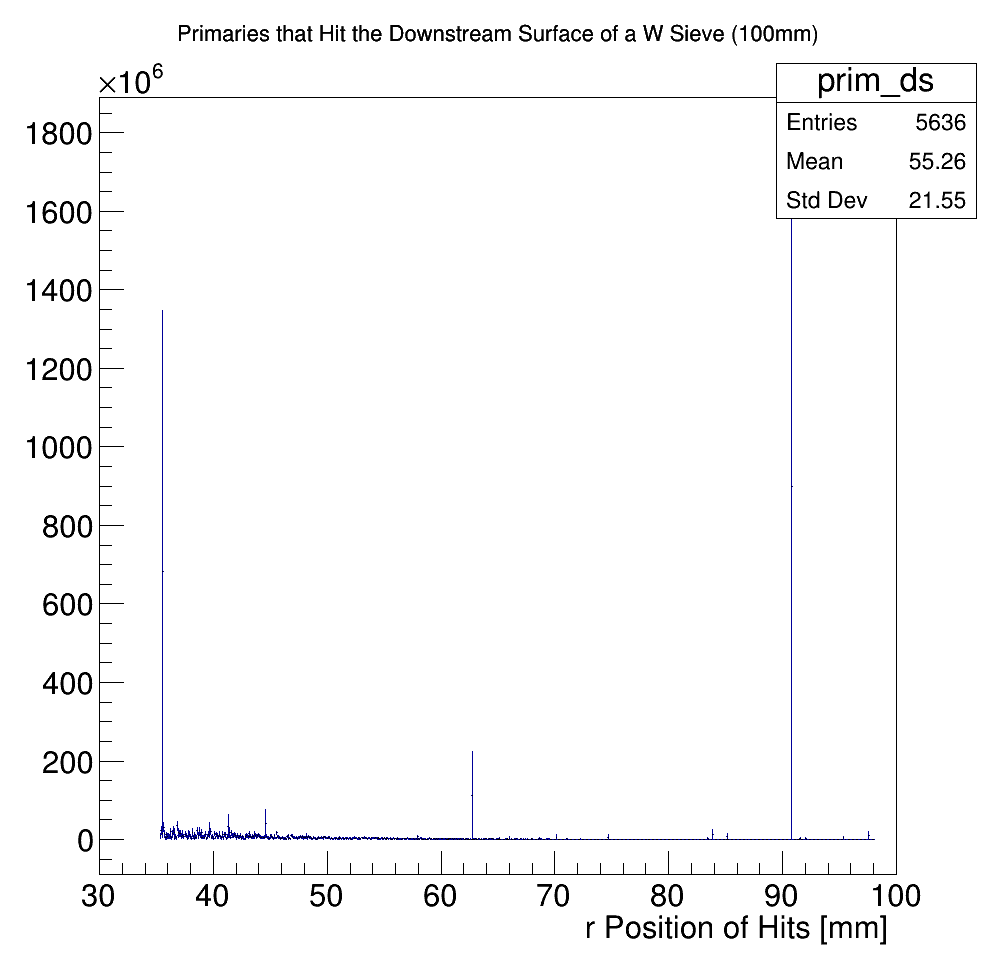 Primaries that Hit the Downstream Surface of a W Sieve (100mm)
×10⁶
prim_ds
Entries 5636
Mean 55.26
Std Dev 21.55
1800
1600
1400
1200
1000
800
600
400
200
0
30 40 50 60 70 80 90 100
r Position of Hits [mm]